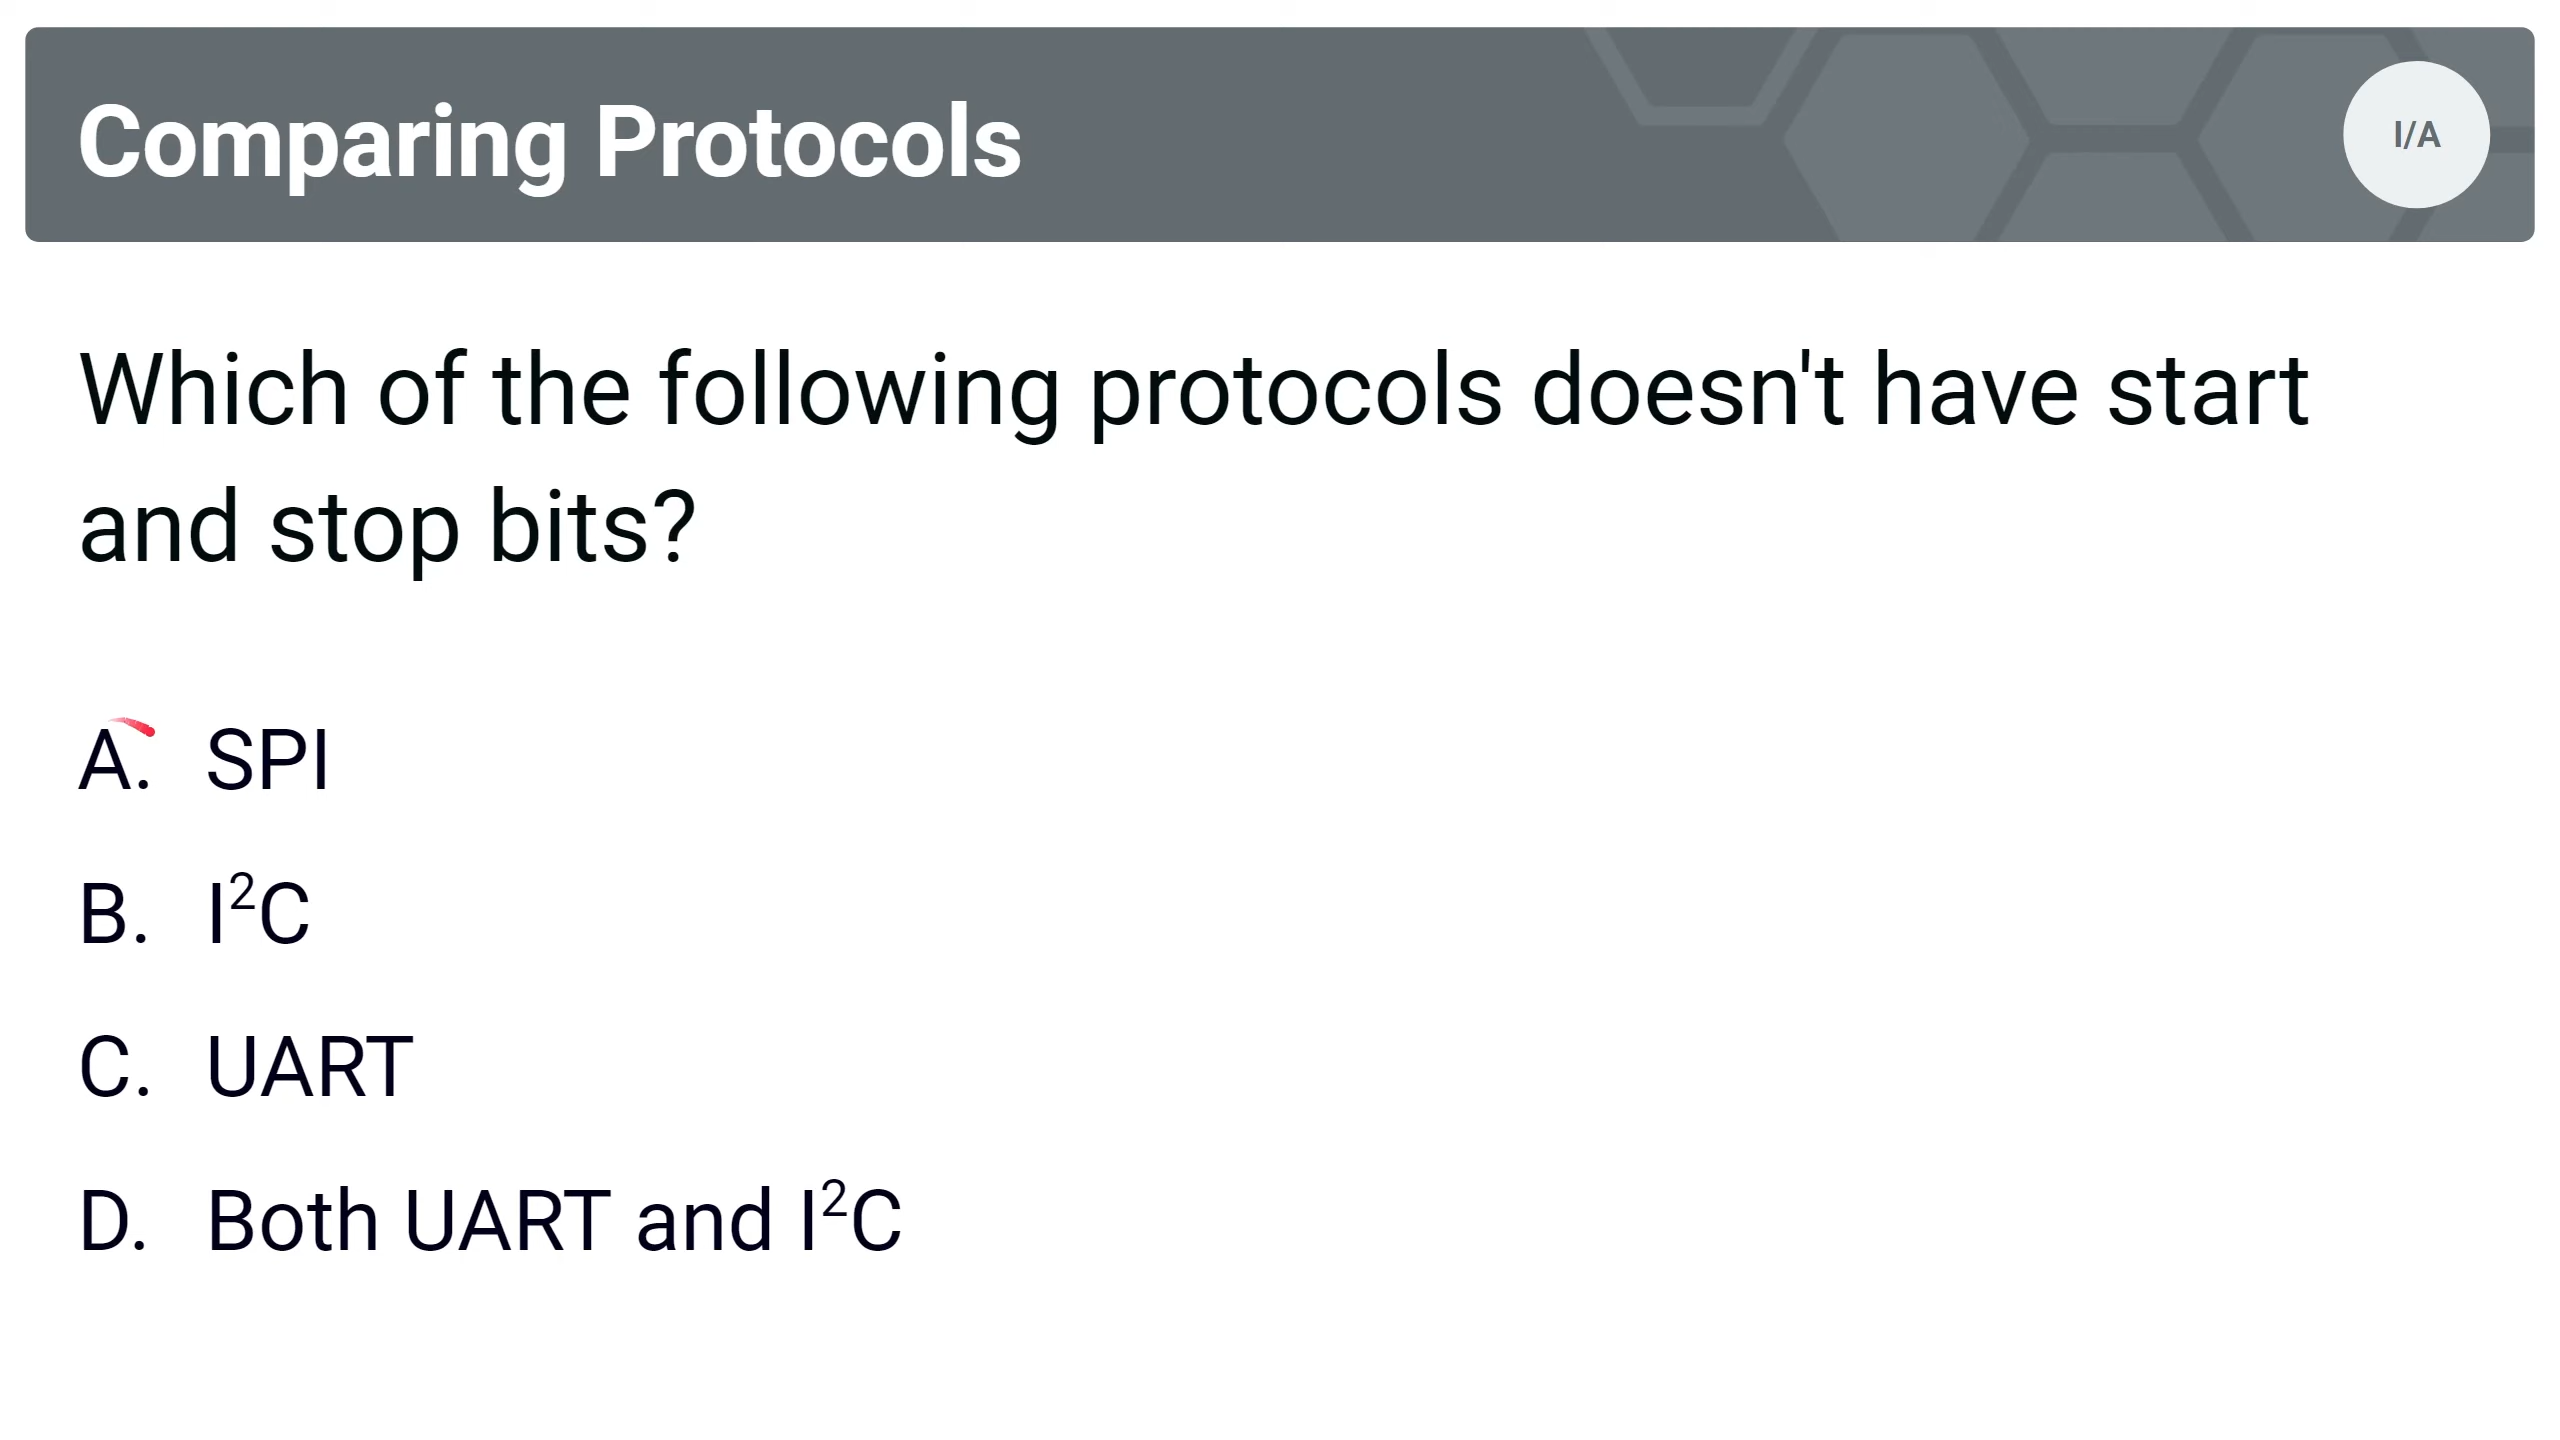 Comparing Protocols
I/A
Which of the following protocols doesn't have start
and stop bits?
A. SPI
B. I²C
C. UART
D. Both UART and I²C